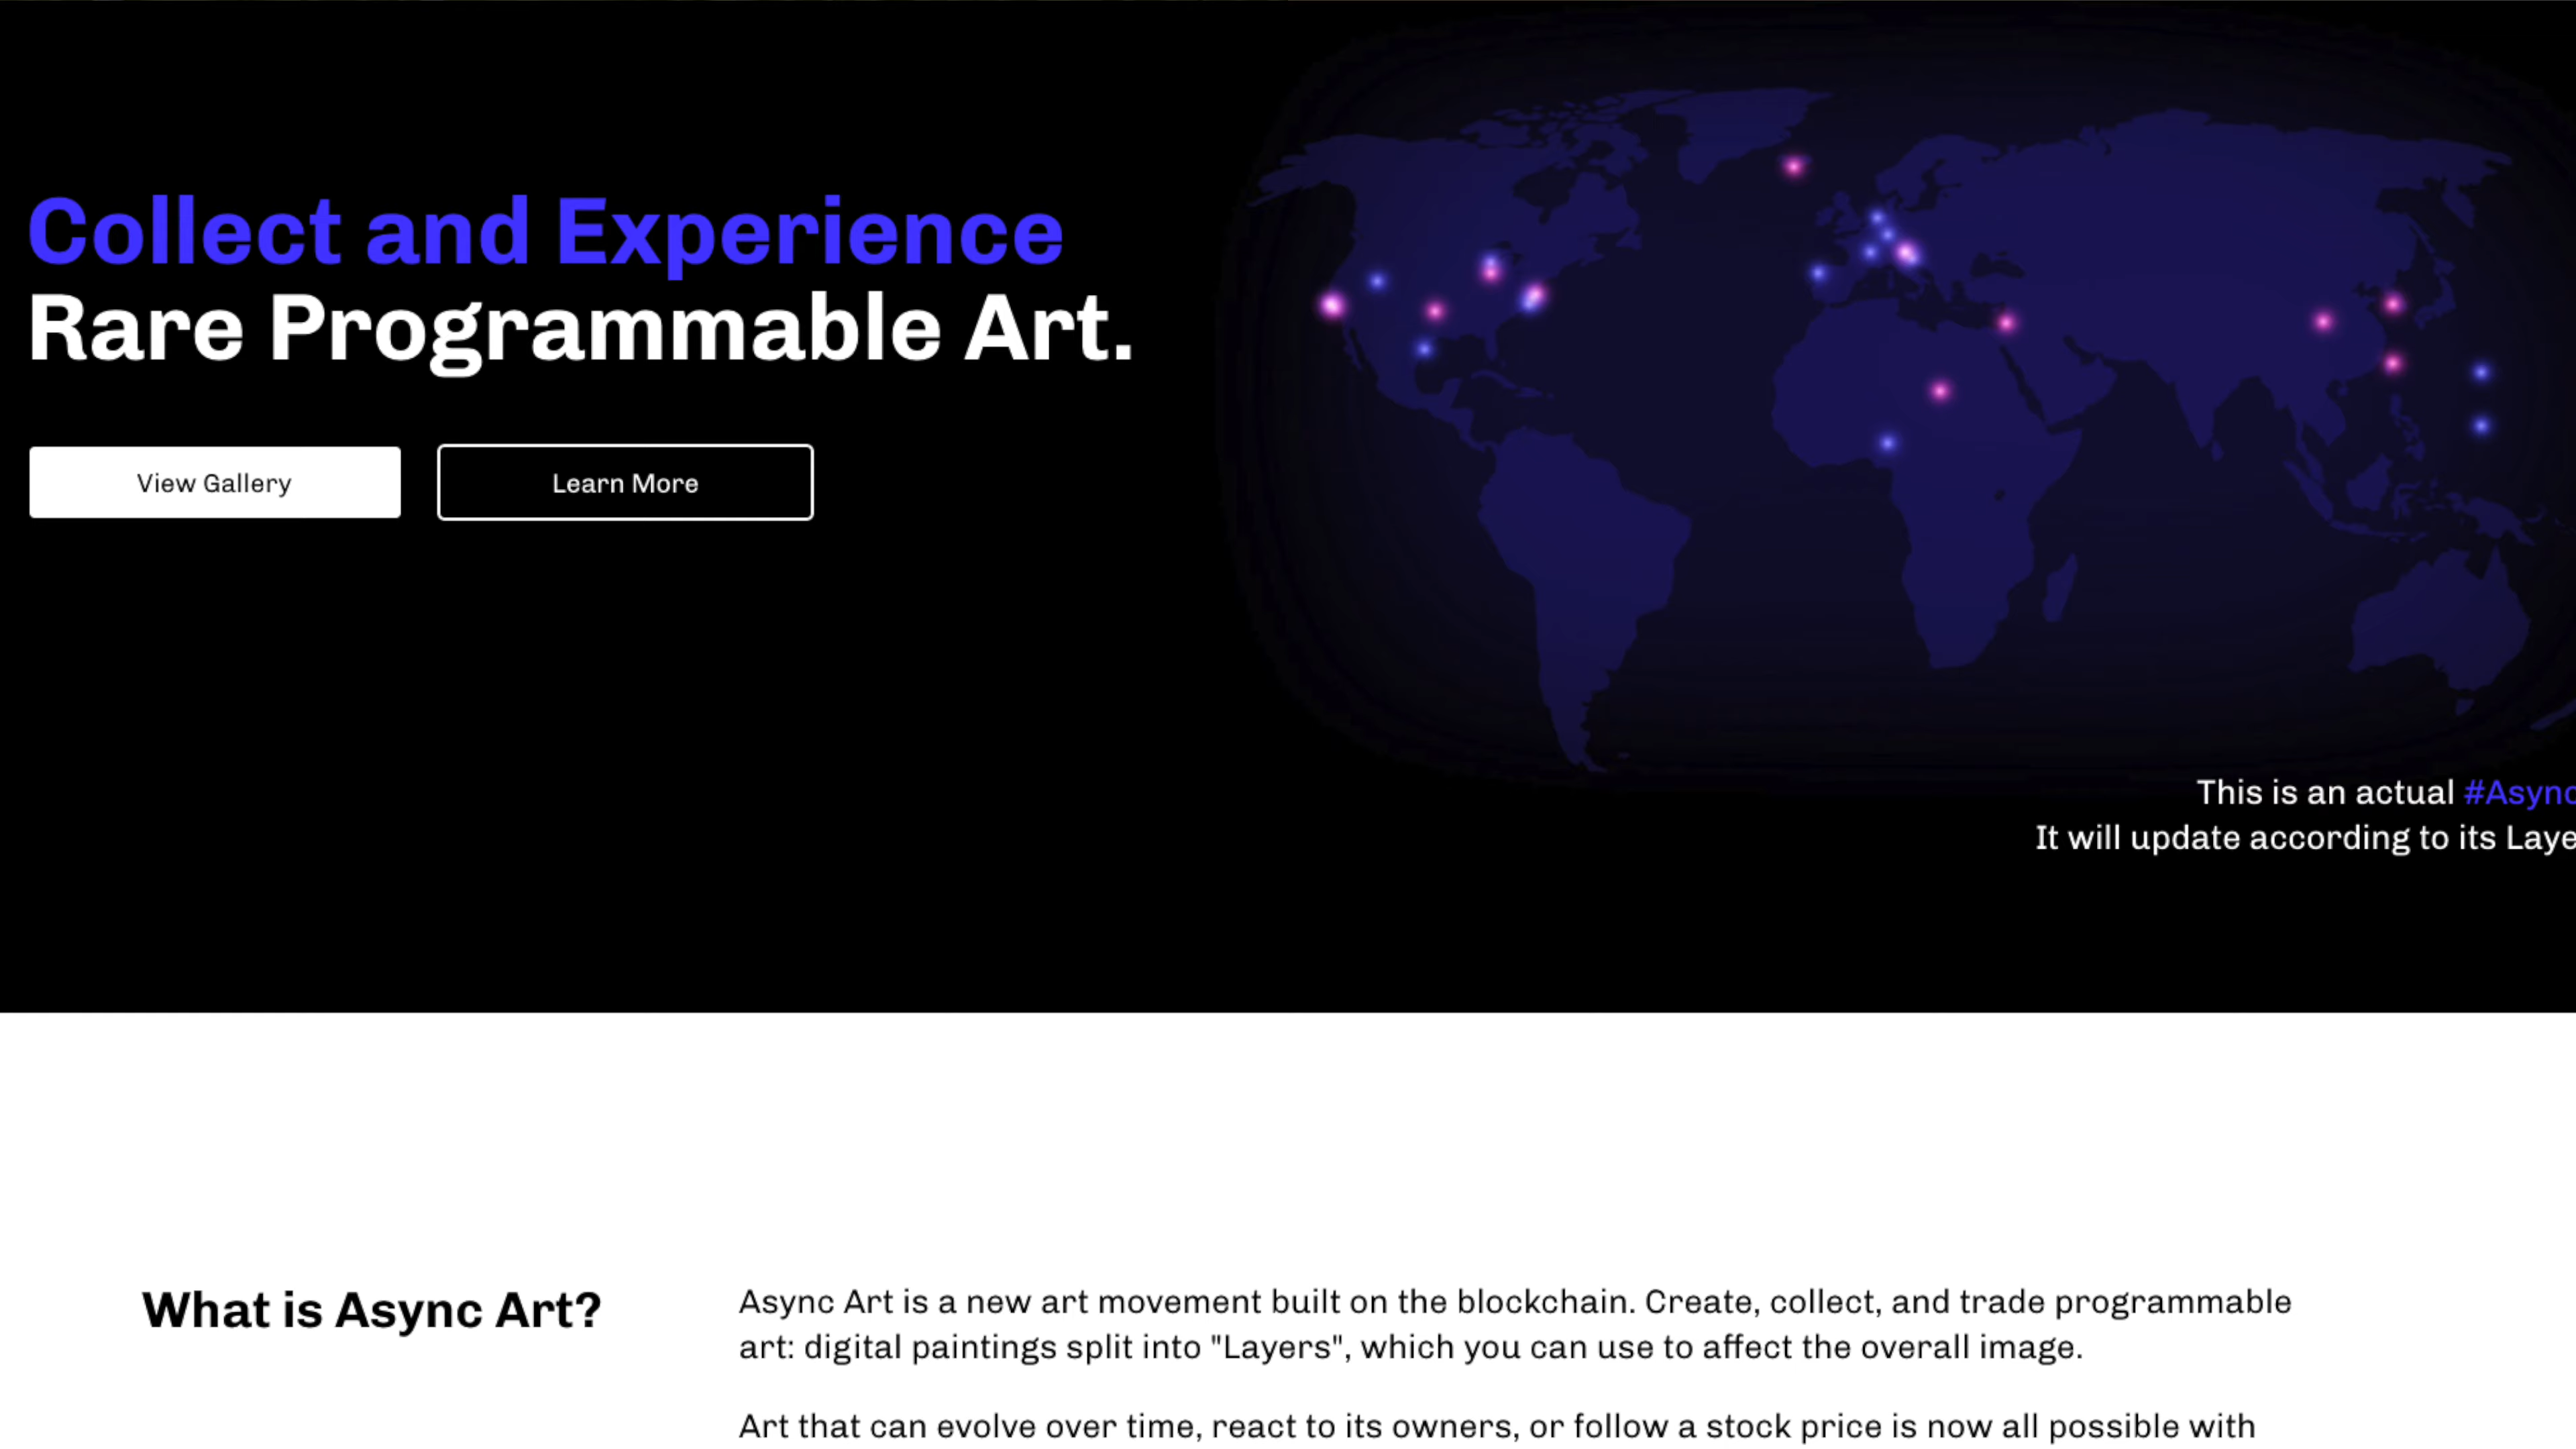 Collect and Experience
Rare Programmable Art.
View Gallery
Learn More
This is an actual #Async
It will update according to its Laye
What is Async Art?
Async Art is a new art movement built on the blockchain. Create, collect, and trade programmable
art: digital paintings split into "Layers", which you can use to affect the overall image.
Art that can evolve over time, react to its owners, or follow a stock price is now all possible with